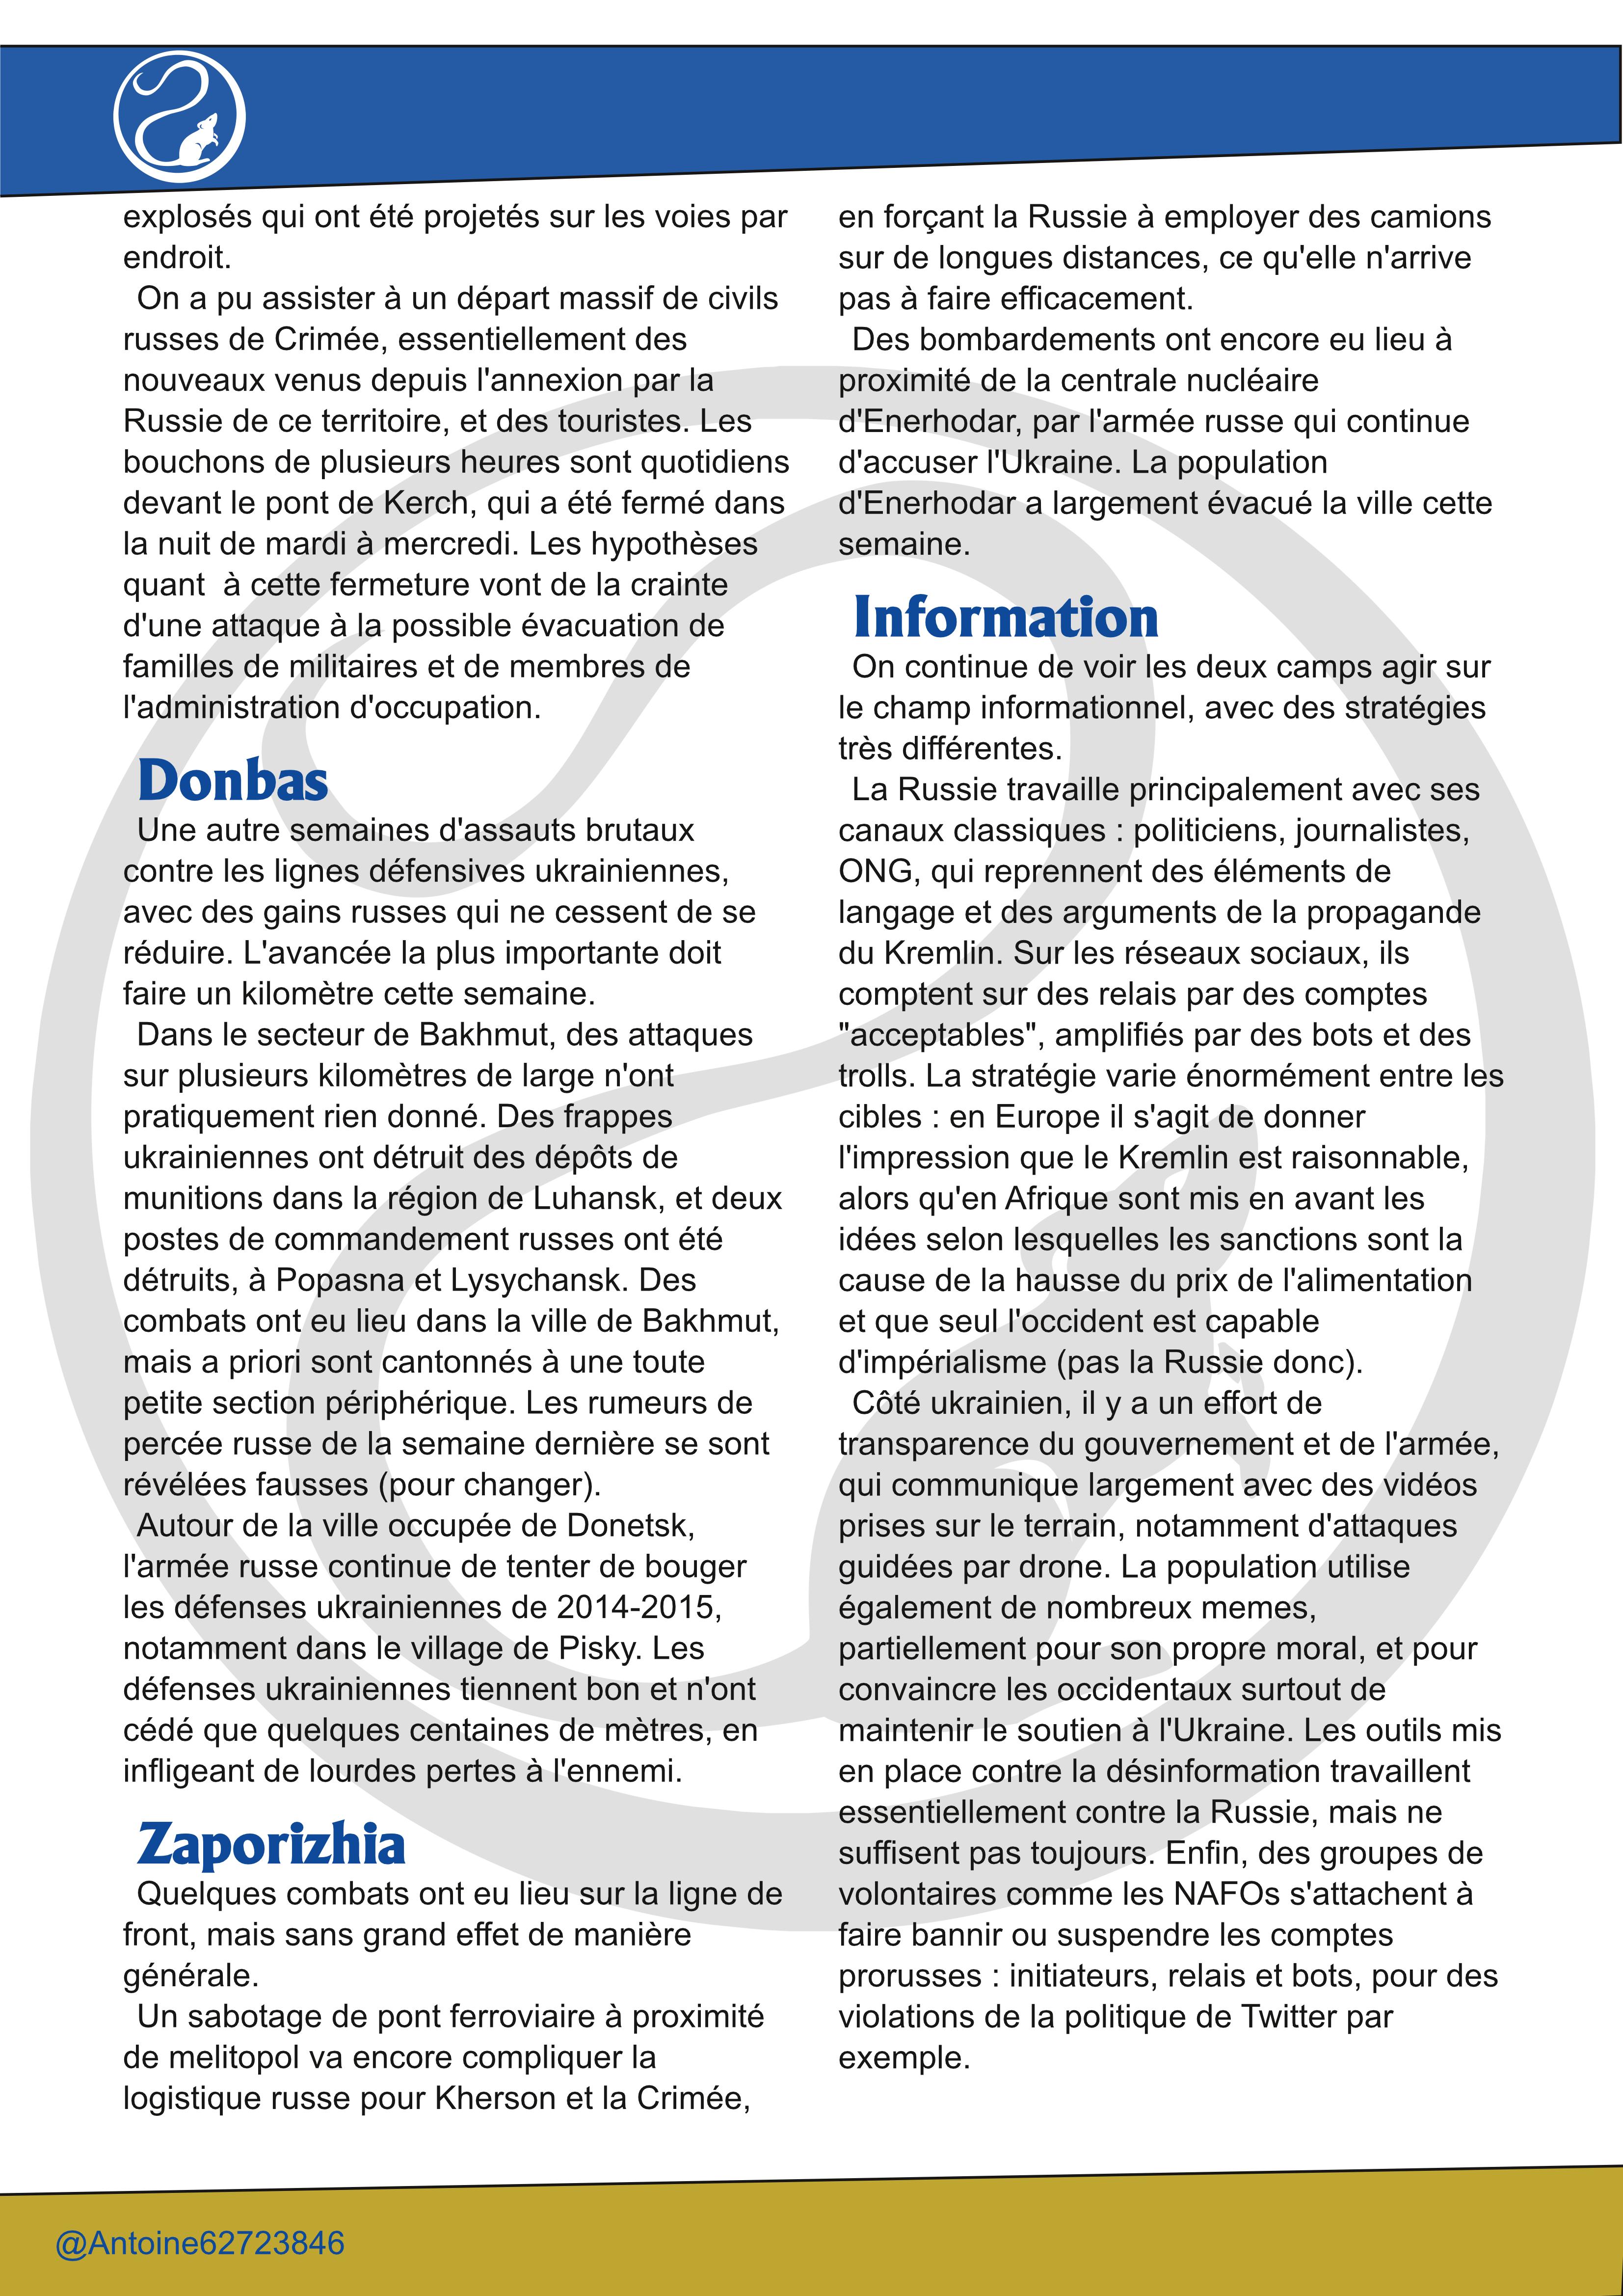 explosés qui ont été projetés sur les voies par
endroit.
On a pu assister à un départ massif de civils
russes de Crimée, essentiellement des
nouveaux venus depuis l'annexion par la
Russie de ce territoire, et des touristes. Les
bouchons de plusieurs heures sont quotidiens
devant le pont de Kerch, qui a été fermé dans
la nuit de mardi à mercredi. Les hypothèses
quant  à cette fermeture vont de la crainte
d'une attaque à la possible évacuation de
familles de militaires et de membres de
l'administration d'occupation.
Donbas
Une autre semaines d'assauts brutaux
contre les lignes défensives ukrainiennes,
avec des gains russes qui ne cessent de se
réduire. L'avancée la plus importante doit
faire un kilomètre cette semaine.
Dans le secteur de Bakhmut, des attaques
sur plusieurs kilomètres de large n'ont
pratiquement rien donné. Des frappes
ukrainiennes ont détruit des dépôts de
munitions dans la région de Luhansk, et deux
postes de commandement russes ont été
détruits, à Popasna et Lysychansk. Des
combats ont eu lieu dans la ville de Bakhmut,
mais a priori sont cantonnés à une toute
petite section périphérique. Les rumeurs de
percée russe de la semaine dernière se sont
révélées fausses (pour changer).
Autour de la ville occupée de Donetsk,
l'armée russe continue de tenter de bouger
les défenses ukrainiennes de 2014-2015,
notamment dans le village de Pisky. Les
défenses ukrainiennes tiennent bon et n'ont
cédé que quelques centaines de mètres, en
infligeant de lourdes pertes à l'ennemi.
Zaporizhia
Quelques combats ont eu lieu sur la ligne de
front, mais sans grand effet de manière
générale.
Un sabotage de pont ferroviaire à proximité
de melitopol va encore compliquer la
logistique russe pour Kherson et la Crimée,
en forçant la Russie à employer des camions
sur de longues distances, ce qu'elle n'arrive
pas à faire efficacement.
Des bombardements ont encore eu lieu à
proximité de la centrale nucléaire
d'Enerhodar, par l'armée russe qui continue
d'accuser l'Ukraine. La population
d'Enerhodar a largement évacué la ville cette
semaine.
Information
On continue de voir les deux camps agir sur
le champ informationnel, avec des stratégies
très différentes.
La Russie travaille principalement avec ses
canaux classiques : politiciens, journalistes,
ONG, qui reprennent des éléments de
langage et des arguments de la propagande
du Kremlin. Sur les réseaux sociaux, ils
comptent sur des relais par des comptes
"acceptables", amplifiés par des bots et des
trolls. La stratégie varie énormément entre les
cibles : en Europe il s'agit de donner
l'impression que le Kremlin est raisonnable,
alors qu'en Afrique sont mis en avant les
idées selon lesquelles les sanctions sont la
cause de la hausse du prix de l'alimentation
et que seul l'occident est capable
d'impérialisme (pas la Russie donc).
Côté ukrainien, il y a un effort de
transparence du gouvernement et de l'armée,
qui communique largement avec des vidéos
prises sur le terrain, notamment d'attaques
guidées par drone. La population utilise
également de nombreux memes,
partiellement pour son propre moral, et pour
convaincre les occidentaux surtout de
maintenir le soutien à l'Ukraine. Les outils mis
en place contre la désinformation travaillent
essentiellement contre la Russie, mais ne
suffisent pas toujours. Enfin, des groupes de
volontaires comme les NAFOs s'attachent à
faire bannir ou suspendre les comptes
prorusses : initiateurs, relais et bots, pour des
violations de la politique de Twitter par
exemple.
@Antoine62723846